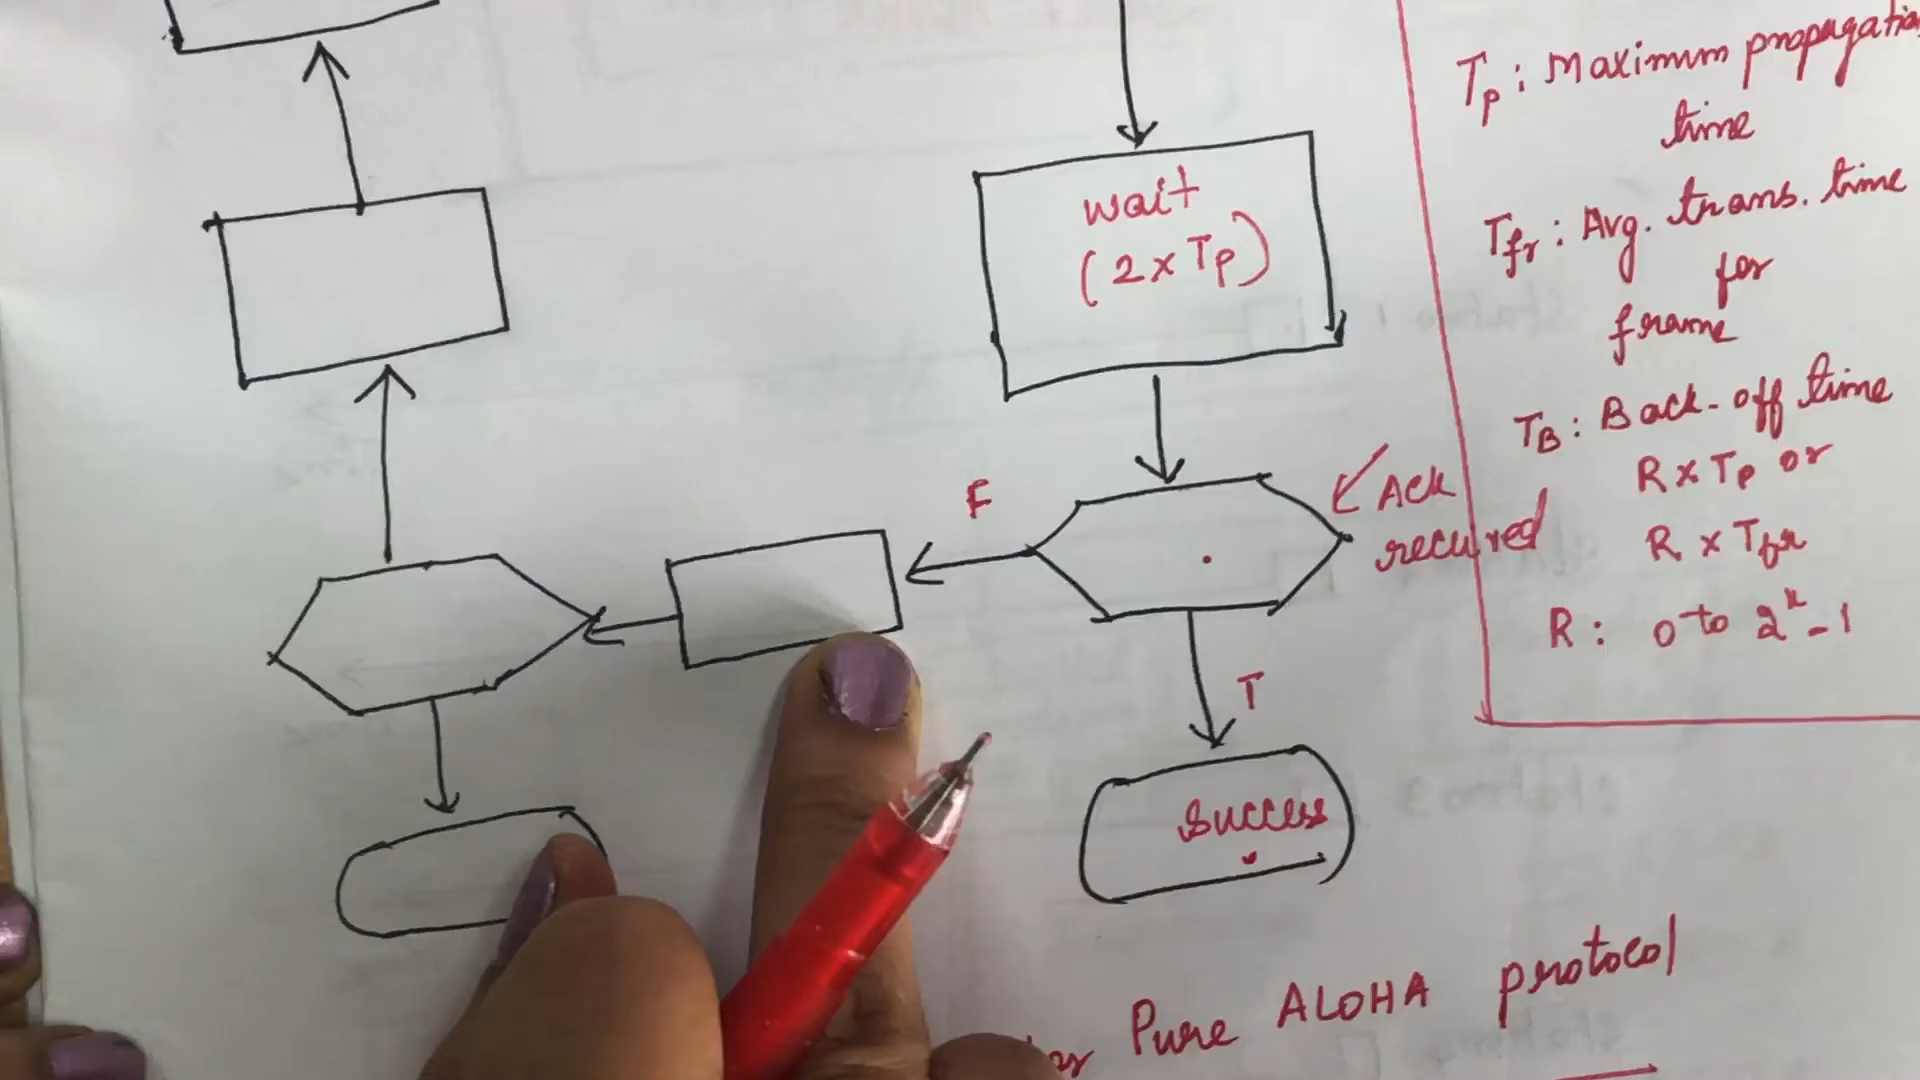 Tp : Maximum propagation
time
Tfr : Avg. trans. time
for
frame
TB : Back-off time
R x Tp or
R x Tfr
R : 0 to 2^k - 1
wait
(2 x Tp)
F
Ack
T
success
Pure ALOHA protocol